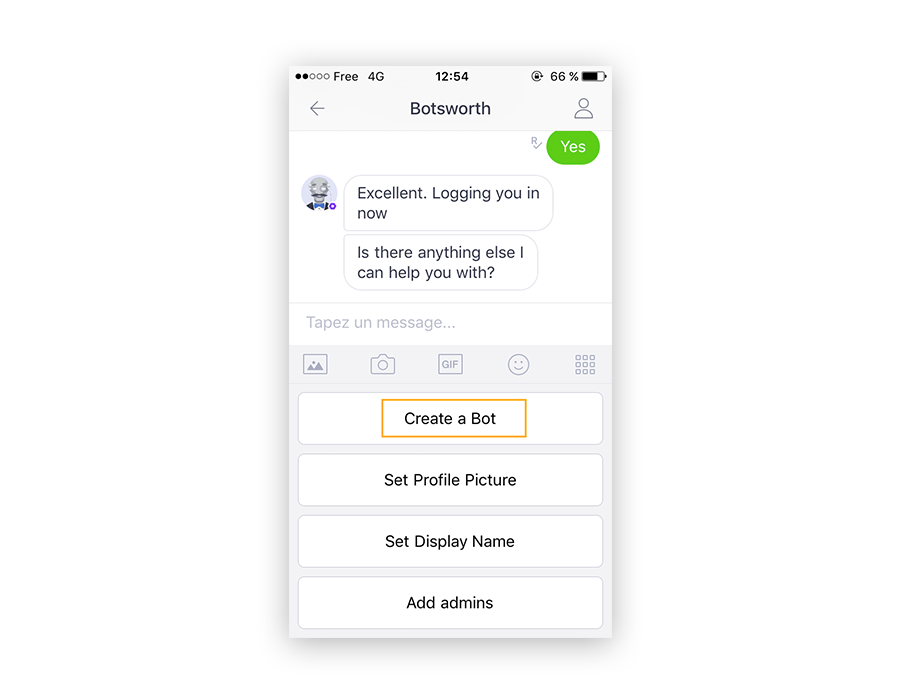 Free 4G 12:54 66 %
Botsworth
R
Yes
Excellent. Logging you in
now
Is there anything else I
can help you with?
Tapez un message...
GIF
Create a Bot
Set Profile Picture
Set Display Name
Add admins